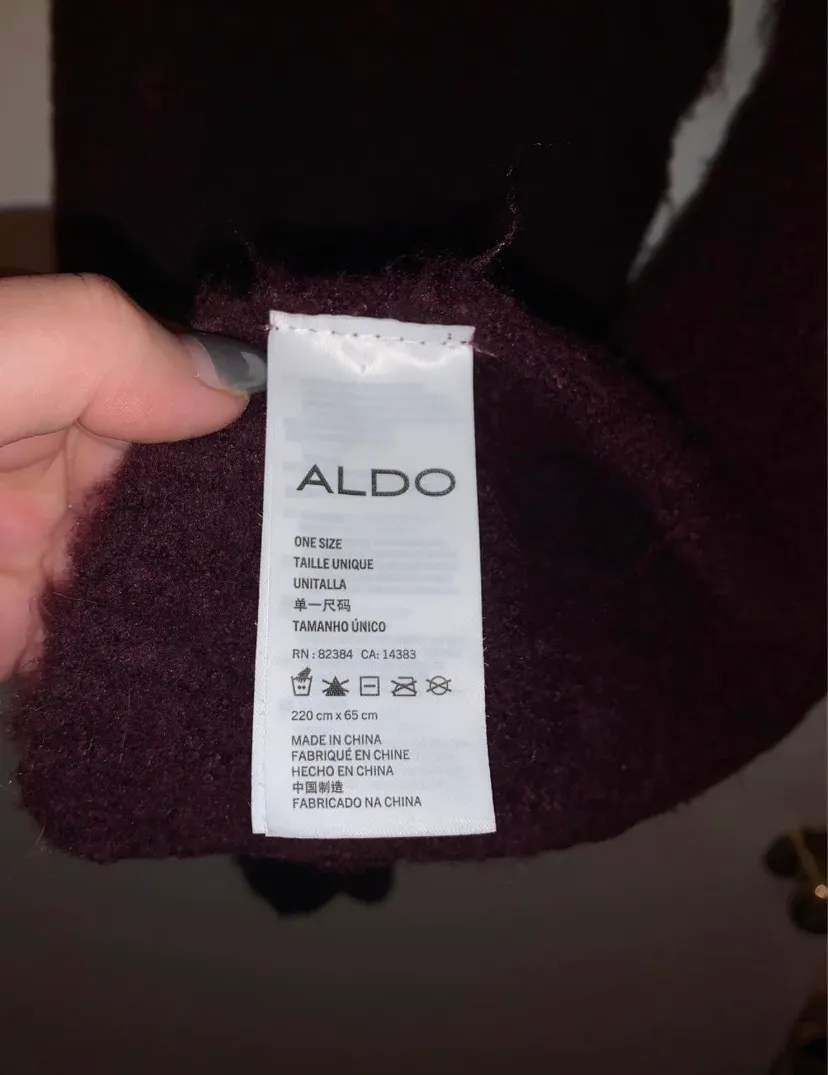 ALDO
ONE SIZE
TAILLE UNIQUE
UNITALLA
单一尺码
TAMANHO ÚNICO
RN : 82384 CA: 14383
220 cm x 65 cm
MADE IN CHINA
FABRIQUÉ EN CHINE
HECHO EN CHINA
中国制造
FABRICADO NA CHINA